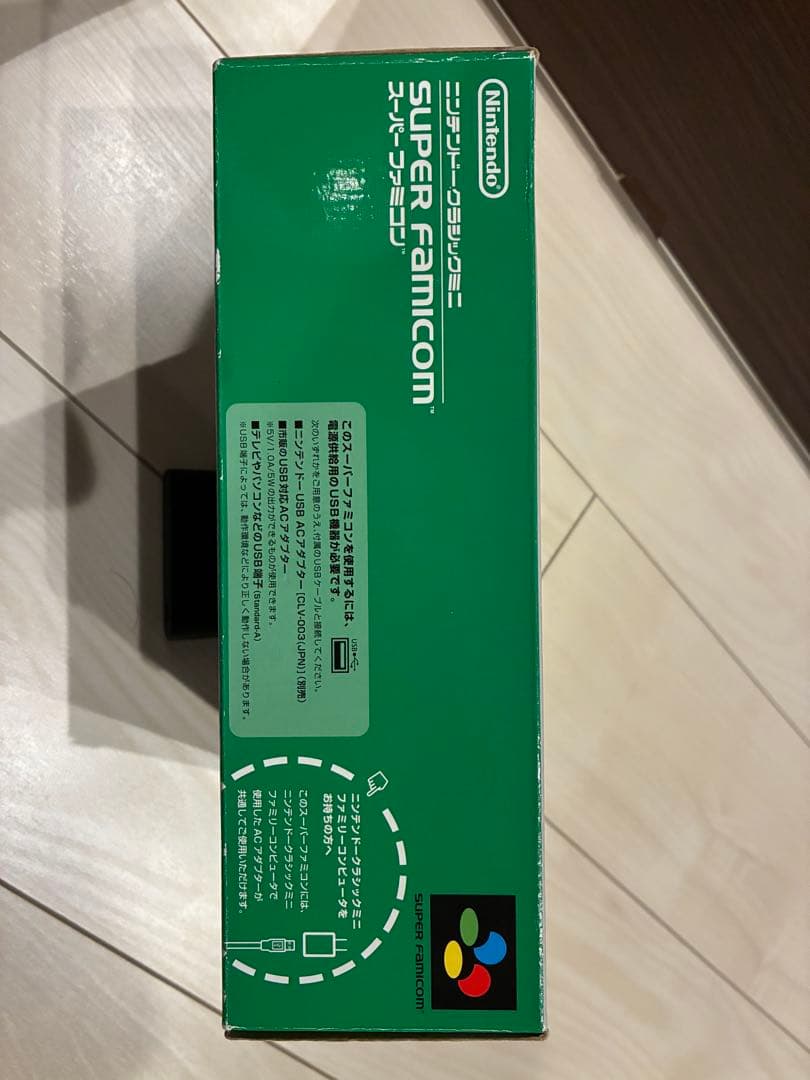 Nintendo®
ニンテンドークラシックミニ
SUPER Famicom™
スーパーファミコン™
このスーパーファミコンを使用するには、
電源供給用のUSB機器が必要です。
USB
次のいずれかをご用意のうえ、付属のUSBケーブルと接続してください。
■ニンテンドー USB ACアダプター [CLV-003(JPN)] (別売)
■市販のUSB対応ACアダプター
※5V/1.0A/5Wの出力ができるものが使用できます。
■テレビやパソコンなどのUSB端子 (Standard-A)
※USB端子によっては、動作環境などにより正しく動作しない場合があります。
ニンテンドークラシックミニ
ファミリーコンピュータを
お持ちの方へ
このスーパーファミコンには、
ニンテンドークラシックミニ
ファミリーコンピュータで
使用したACアダプターが
共通してご使用いただけます。
SUPER Famicom